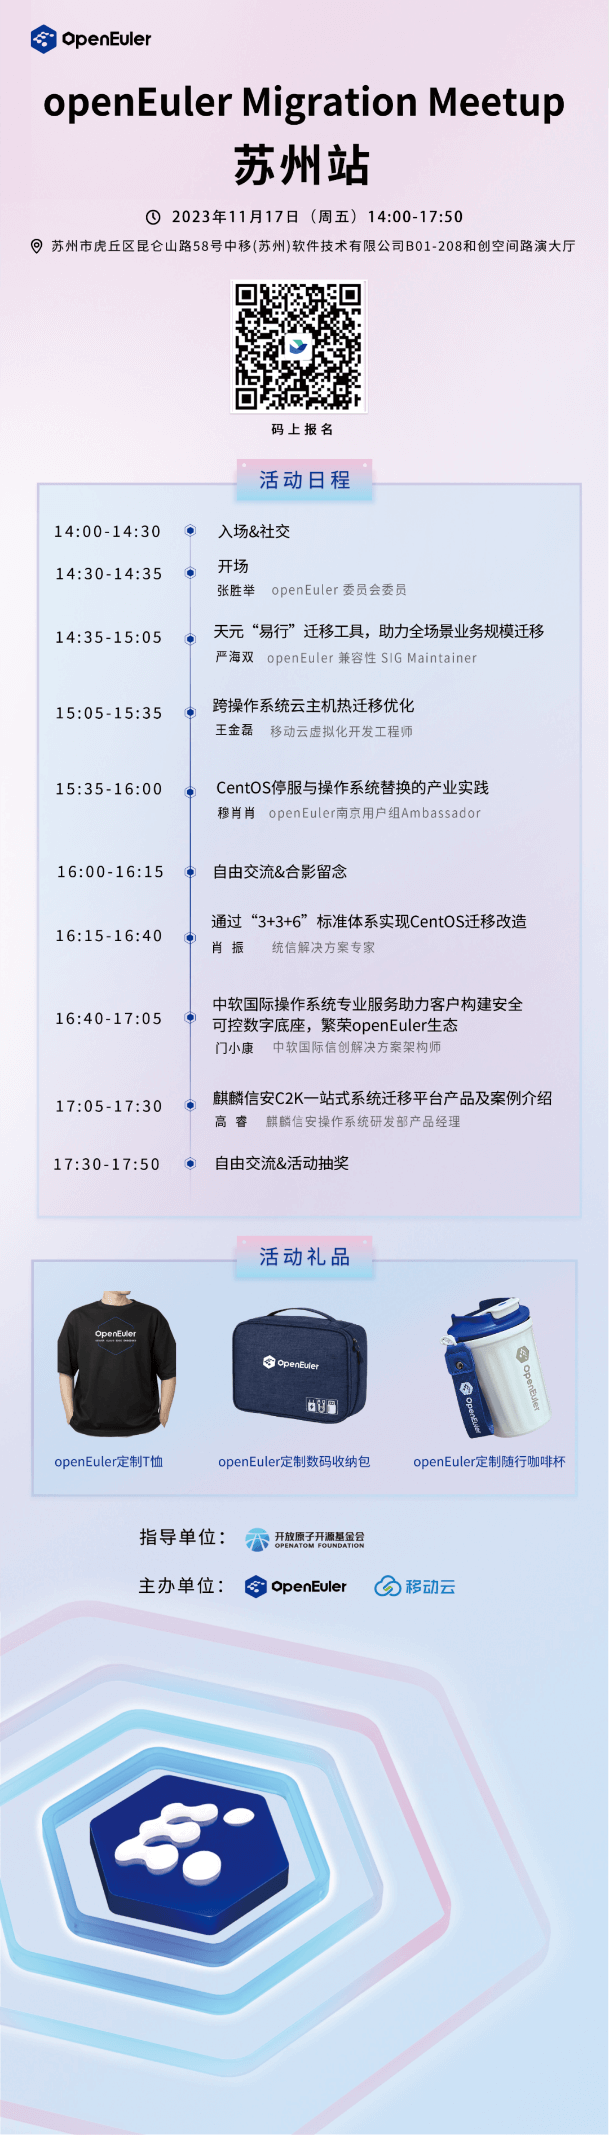 OpenEuler
openEuler Migration Meetup
苏州站
2023年11月17日（周五）14:00-17:50
苏州市虎丘区昆仑山路58号中移(苏州)软件技术有限公司B01-208和创空间路演大厅
码上报名
活动日程
14:00-14:30 入场&社交
14:30-14:35 开场
张胜举 openEuler 委员会委员
14:35-15:05 天元“易行”迁移工具，助力全场景业务规模迁移
严海双 openEuler 兼容性 SIG Maintainer
15:05-15:35 跨操作系统云主机热迁移优化
王金磊 移动云虚拟化开发工程师
15:35-16:00 CentOS停服与操作系统替换的产业实践
穆肖肖 openEuler南京用户组Ambassador
16:00-16:15 自由交流&合影留念
16:15-16:40 通过“3+3+6”标准体系实现CentOS迁移改造
肖 振 统信解决方案专家
16:40-17:05 中软国际操作系统专业服务助力客户构建安全
可控数字底座，繁荣openEuler生态
门小康 中软国际信创解决方案架构师
17:05-17:30 麒麟信安C2K一站式系统迁移平台产品及案例介绍
高 睿 麒麟信安操作系统研发部产品经理
17:30-17:50 自由交流&活动抽奖
活动礼品
OpenEuler
OpenEuler
OpenEuler
OpenEuler
openEuler定制T恤
openEuler定制数码收纳包
openEuler定制随行咖啡杯
指导单位： 开放原子开源基金会
OPENATOM FOUNDATION
主办单位： OpenEuler 移动云